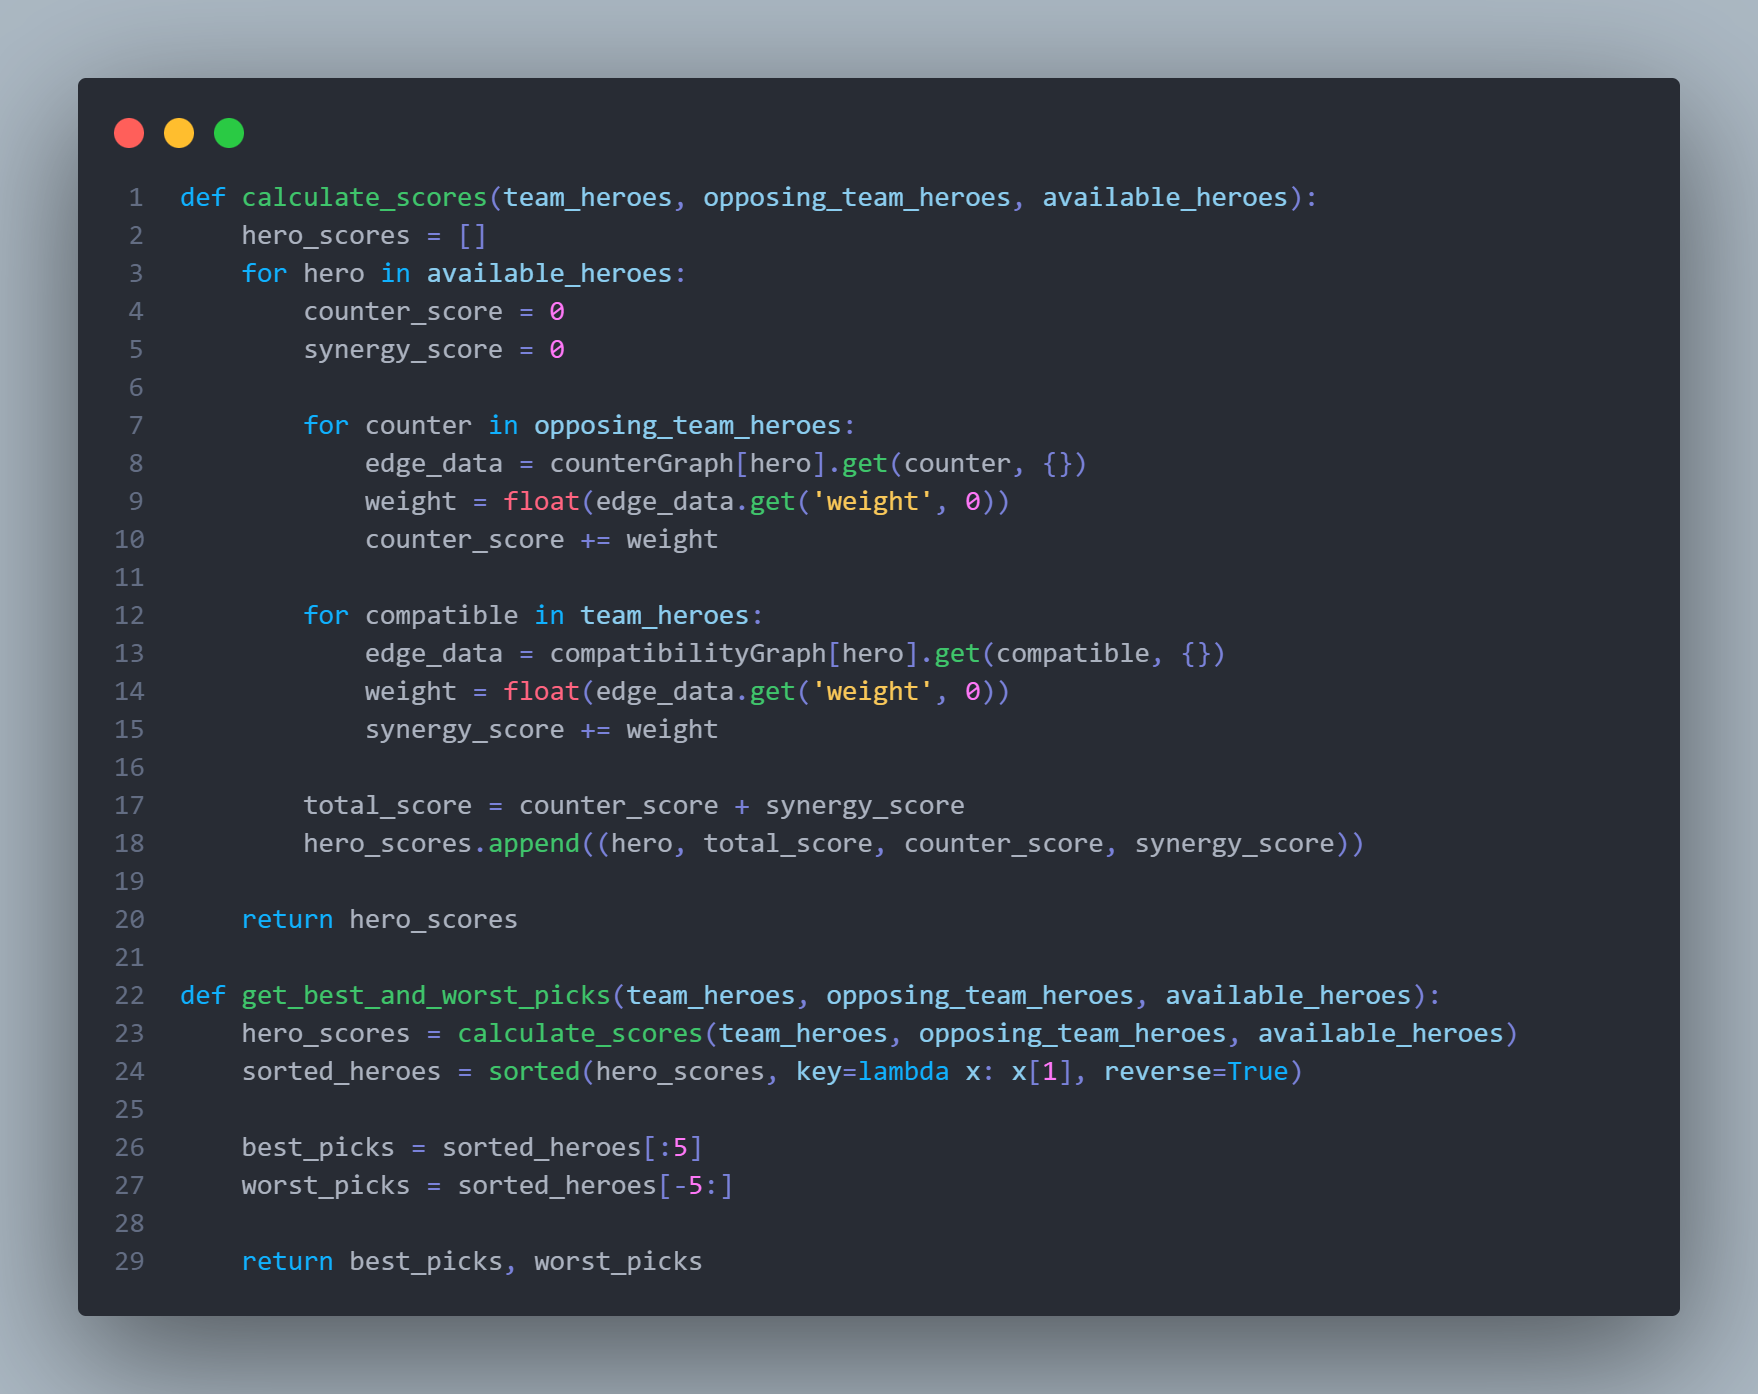 1 def calculate_scores(team_heroes, opposing_team_heroes, available_heroes):
2     hero_scores = []
3     for hero in available_heroes:
4         counter_score = 0
5         synergy_score = 0
6
7         for counter in opposing_team_heroes:
8             edge_data = counterGraph[hero].get(counter, {})
9             weight = float(edge_data.get('weight', 0))
10             counter_score += weight
11
12         for compatible in team_heroes:
13             edge_data = compatibilityGraph[hero].get(compatible, {})
14             weight = float(edge_data.get('weight', 0))
15             synergy_score += weight
16
17         total_score = counter_score + synergy_score
18         hero_scores.append((hero, total_score, counter_score, synergy_score))
19
20     return hero_scores
21
22 def get_best_and_worst_picks(team_heroes, opposing_team_heroes, available_heroes):
23     hero_scores = calculate_scores(team_heroes, opposing_team_heroes, available_heroes)
24     sorted_heroes = sorted(hero_scores, key=lambda x: x[1], reverse=True)
25
26     best_picks = sorted_heroes[:5]
27     worst_picks = sorted_heroes[-5:]
28
29     return best_picks, worst_picks